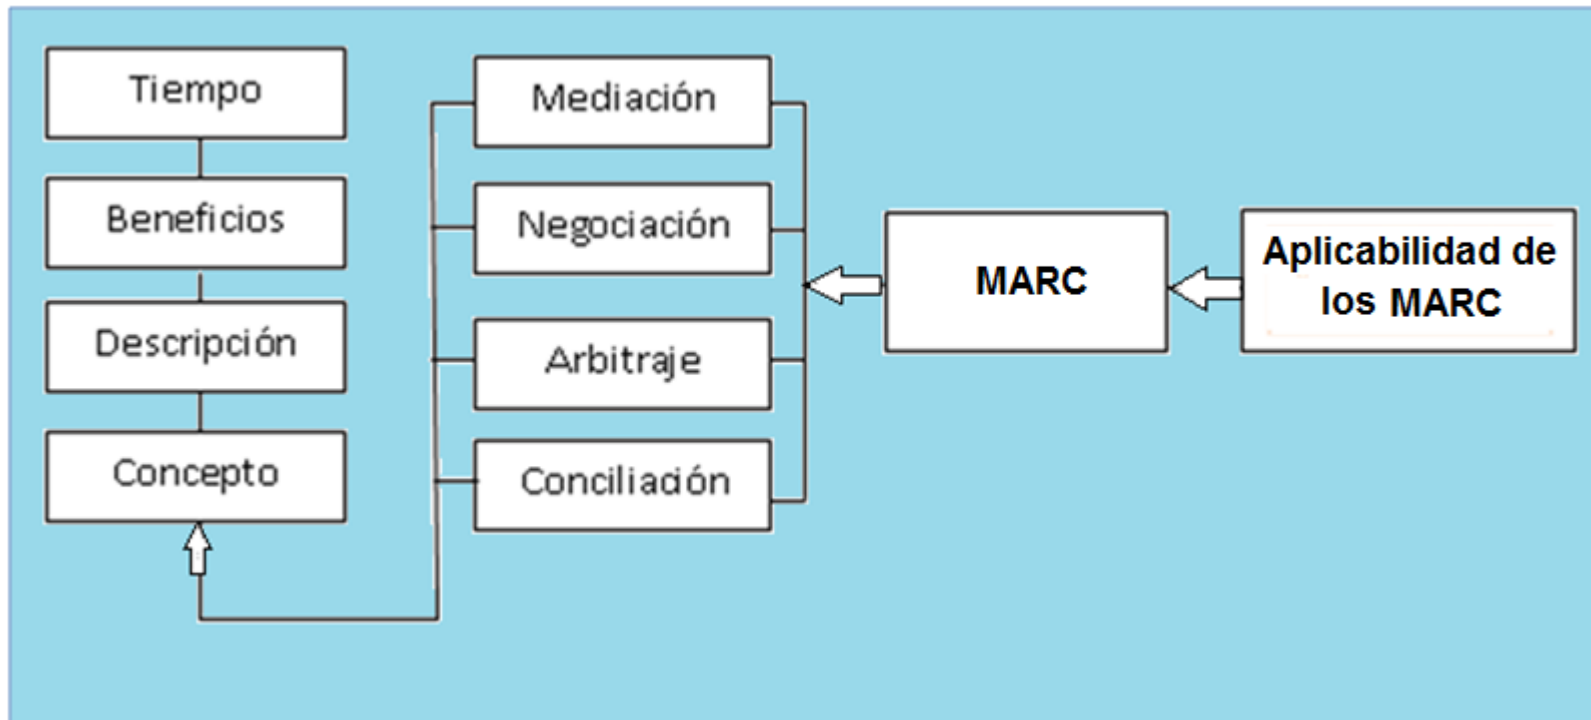 Tiempo
Beneficios
Descripción
Concepto
Mediación
Negociación
Arbitraje
Conciliación
MARC
Aplicabilidad de
los MARC